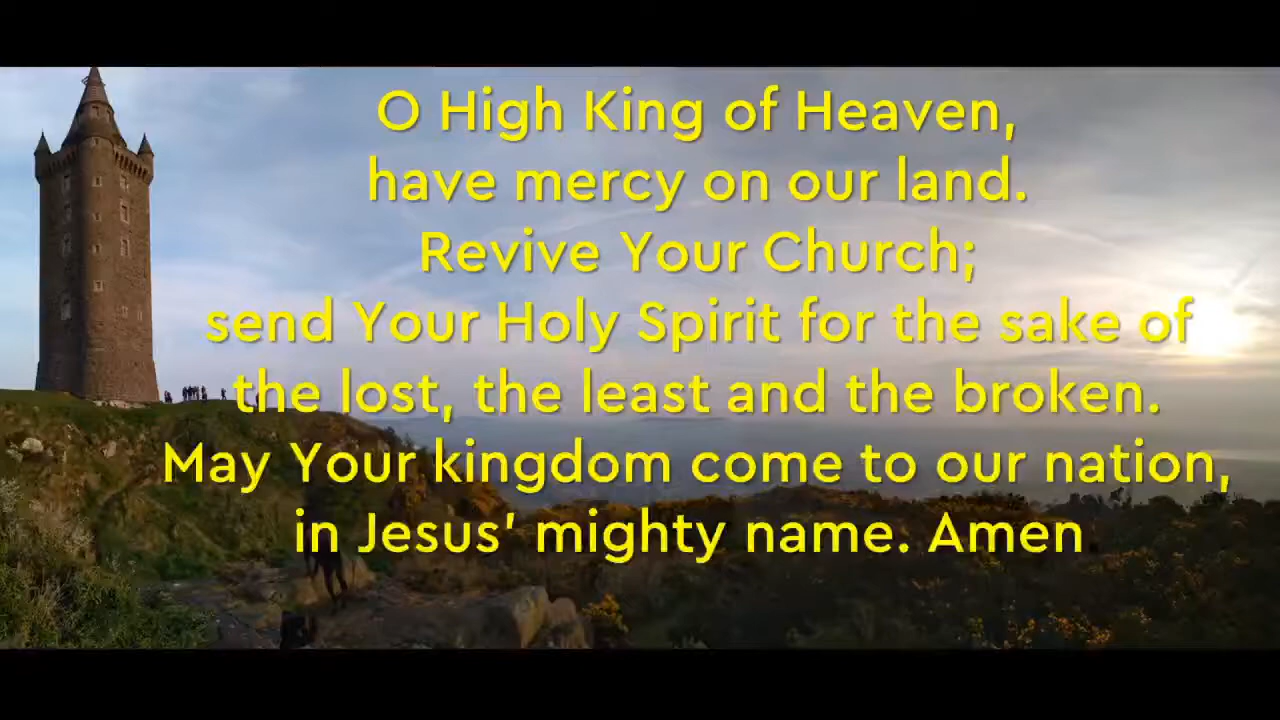 O High King of Heaven,
have mercy on our land.
Revive Your Church;
send Your Holy Spirit for the sake of
the lost, the least and the broken.
May Your kingdom come to our nation,
in Jesus’ mighty name. Amen